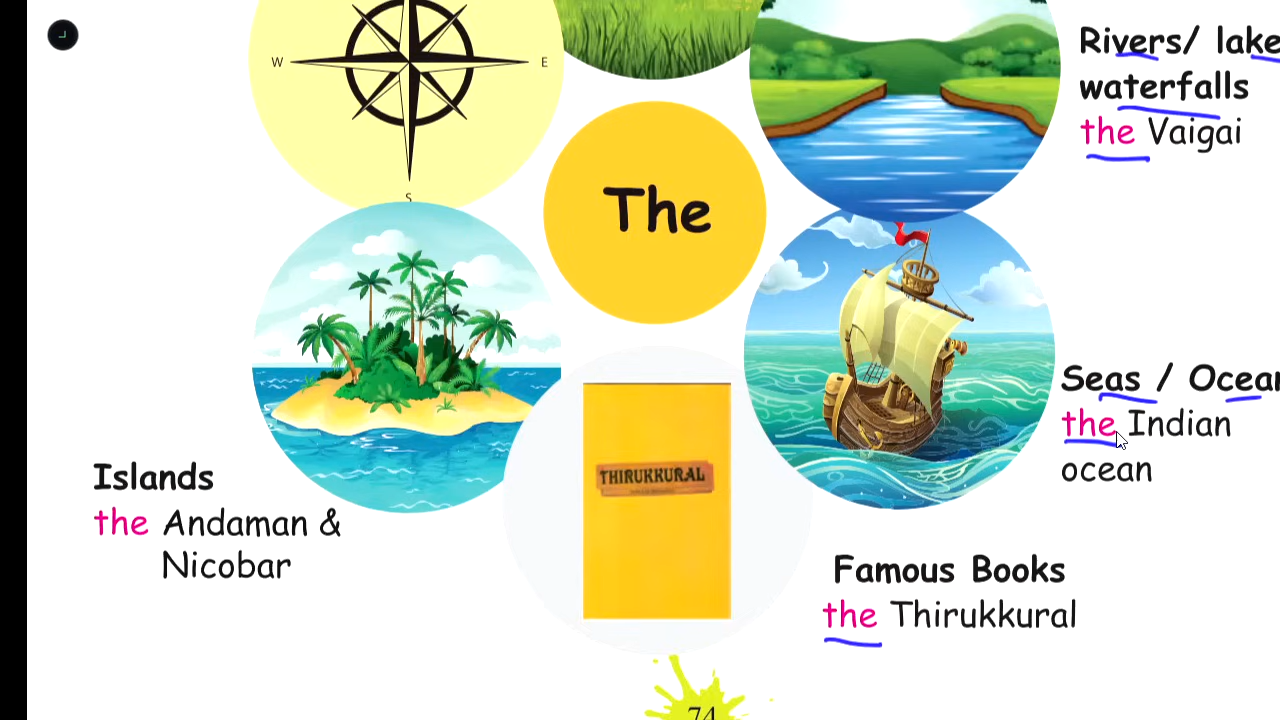 W
E
S
The
Rivers/ lake
waterfalls
the Vaigai
Seas / Ocean
the Indian
ocean
Islands
the Andaman &
Nicobar
THIRUKKURAL
Famous Books
the Thirukkural
74